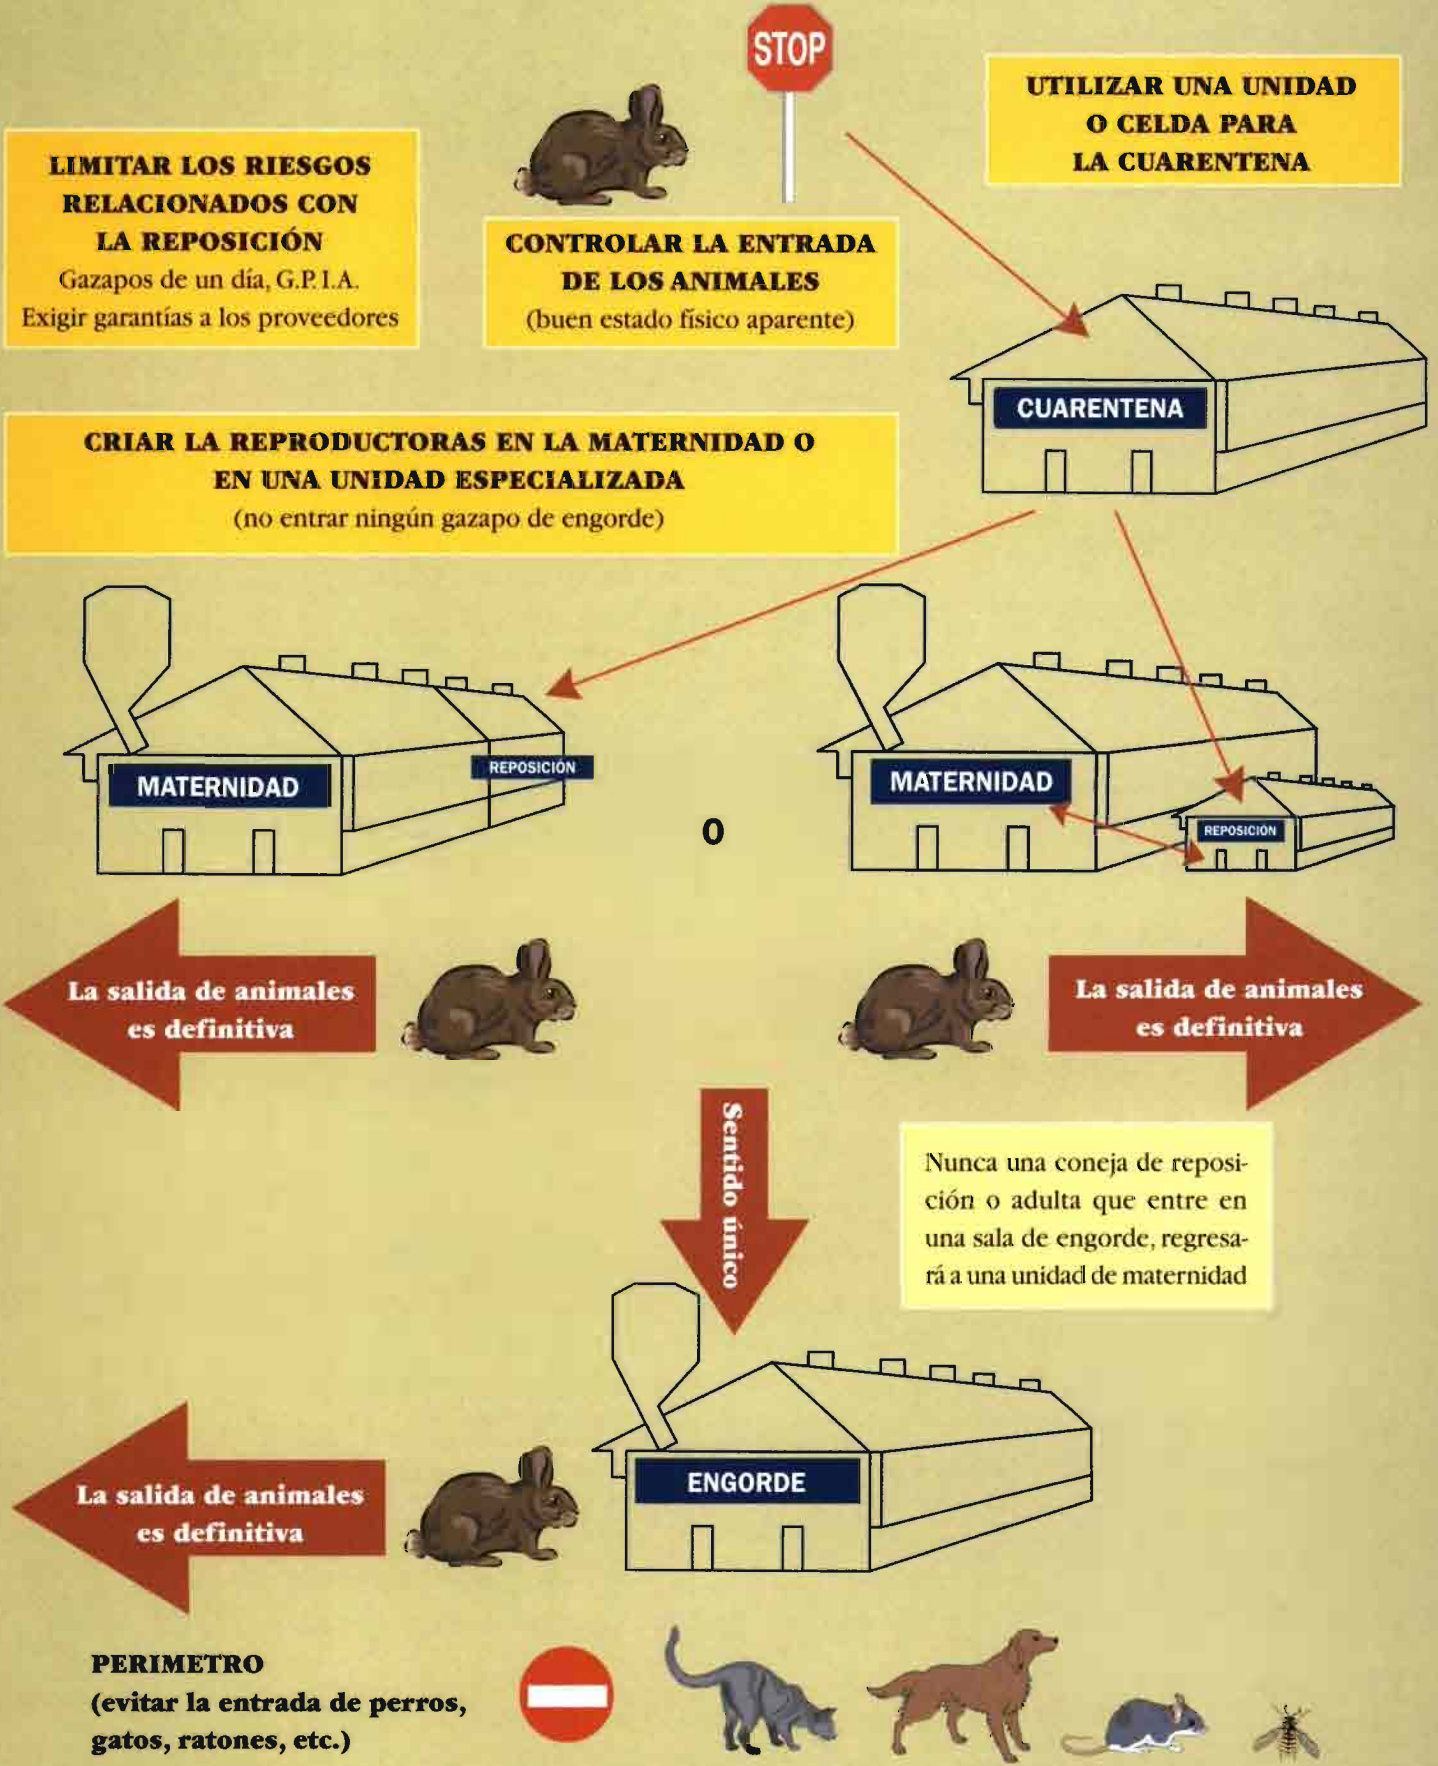 STOP
UTILIZAR UNA UNIDAD
O CELDA PARA
LA CUARENTENA
LIMITAR LOS RIESGOS
RELACIONADOS CON
LA REPOSICIÓN
Gazapos de un día, G.P.I.A.
Exigir garantías a los proveedores
CONTROLAR LA ENTRADA
DE LOS ANIMALES
(buen estado físico aparente)
CUARENTENA
CRIAR LA REPRODUCTORAS EN LA MATERNIDAD O
EN UNA UNIDAD ESPECIALIZADA
(no entrar ningún gazapo de engorde)
MATERNIDAD
REPOSICIÓN
O
MATERNIDAD
REPOSICIÓN
La salida de animales
es definitiva
La salida de animales
es definitiva
Sentido único
Nunca una coneja de reposi-
ción o adulta que entre en
una sala de engorde, regresa-
rá a una unidad de maternidad
ENGORDE
La salida de animales
es definitiva
PERIMETRO
(evitar la entrada de perros,
gatos, ratones, etc.)